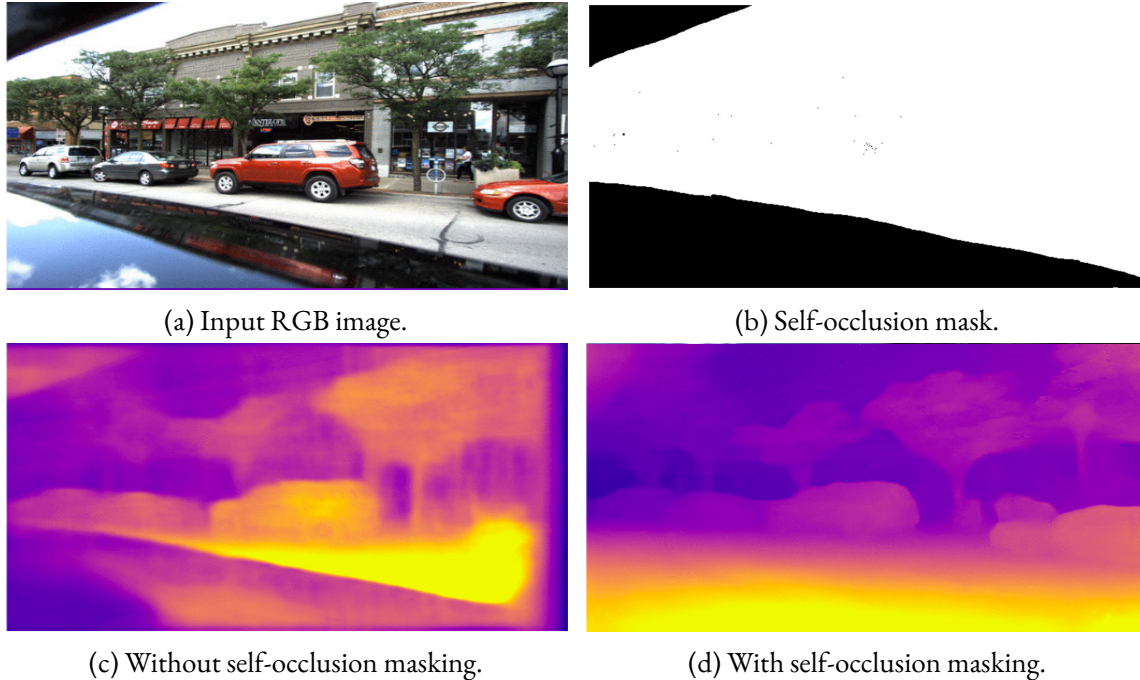 (a) Input RGB image.
(b) Self-occlusion mask.
(c) Without self-occlusion masking.
(d) With self-occlusion masking.